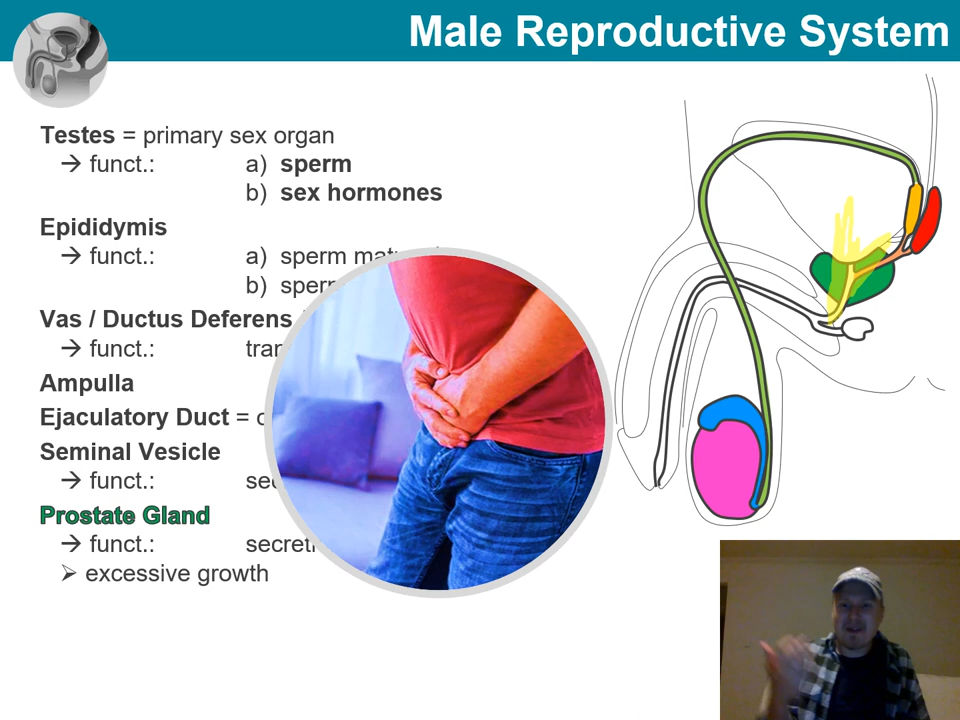 Male Reproductive System
Testes = primary sex organ
→ funct.: a) sperm
b) sex hormones
Epididymis
→ funct.: a) sperm
b)
Vas / Ductus Deferens
→ funct.:
Ampulla
Ejaculatory Duct =
Seminal Vesicle
→ funct.:
Prostate Gland
→ funct.:
➢ excessive growth